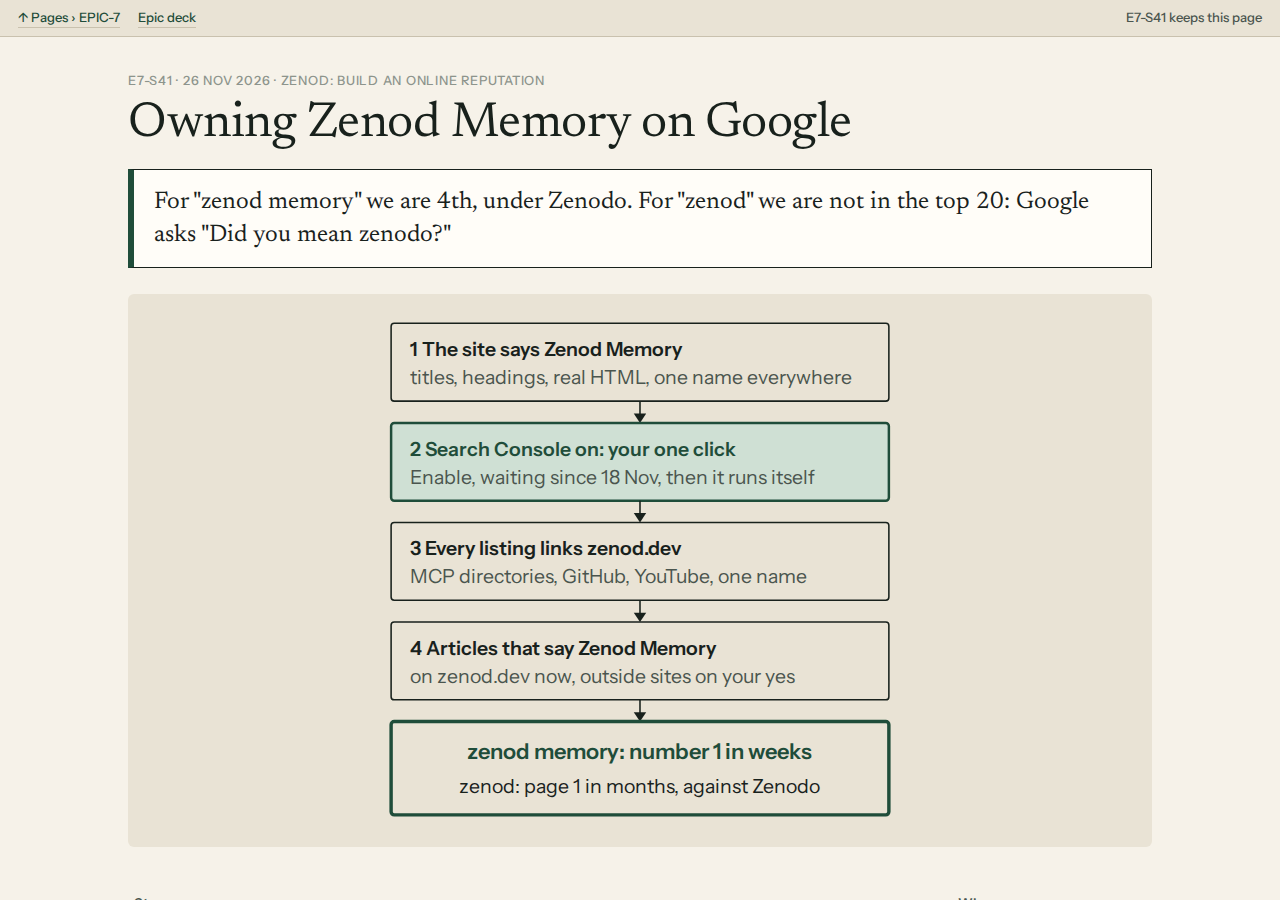 ↑ Pages › EPIC-7 Epic deck E7-S41 keeps this page
E7-S41 · 26 NOV 2026 · ZENOD: BUILD AN ONLINE REPUTATION
Owning Zenod Memory on Google
For "zenod memory" we are 4th, under Zenodo. For "zenod" we are not in the top 20: Google
asks "Did you mean zenodo?"
1 The site says Zenod Memory
titles, headings, real HTML, one name everywhere
2 Search Console on: your one click
Enable, waiting since 18 Nov, then it runs itself
3 Every listing links zenod.dev
MCP directories, GitHub, YouTube, one name
4 Articles that say Zenod Memory
on zenod.dev now, outside sites on your yes
zenod memory: number 1 in weeks
zenod: page 1 in months, against Zenodo